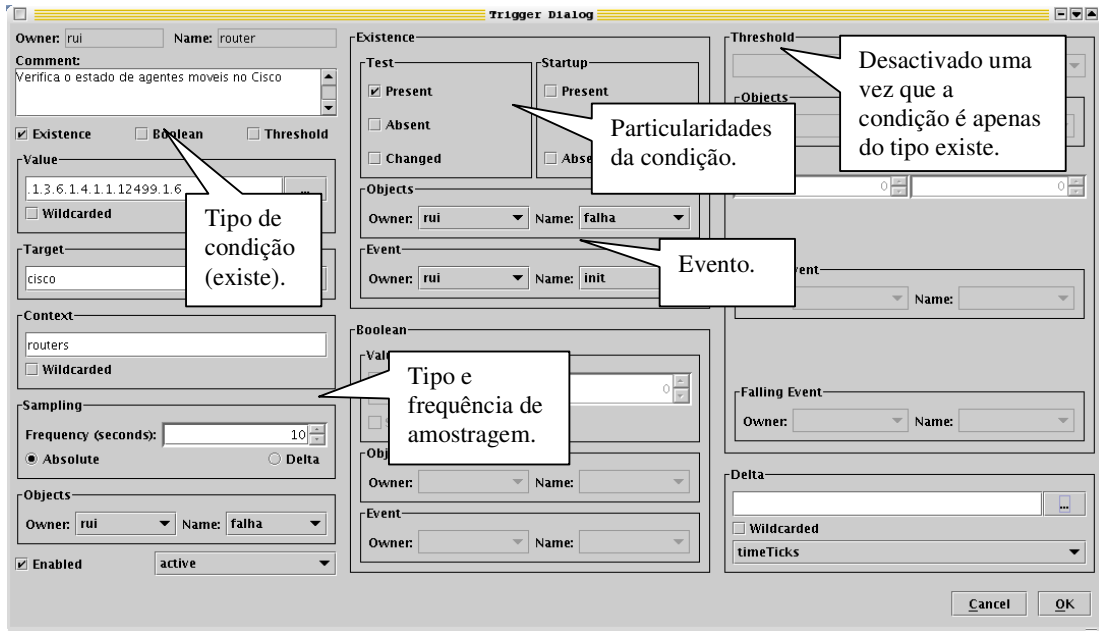 Trigger Dialog
Owner: rui Name: router
Comment:
Verifica o estado de agentes moveis no Cisco
Existence Boolean Threshold
Value
.1.3.6.1.4.1.1.12499.1.6 ...
Wildcarded
Target
cisco
Context
routers
Wildcarded
Sampling
Frequency (seconds): 10
Absolute Delta
Objects
Owner: rui Name: falha
Enabled active
Tipo de
condição
(existe).
Existence
Test
Present
Absent
Changed
Startup
Present
Objects
Owner: rui Name: falha
Event
Owner: rui Name: init
Particularidades
da condição.
Evento.
Boolean
0
Tipo e
frequência de
amostragem.
Owner: Name:
Event
Owner: Name:
Threshold
Objects
Desactivado uma
vez que a
condição é apenas
do tipo existe.
0 0
Name:
Falling Event
Owner: Name:
Delta
...
Wildcarded
timeTicks
Cancel OK